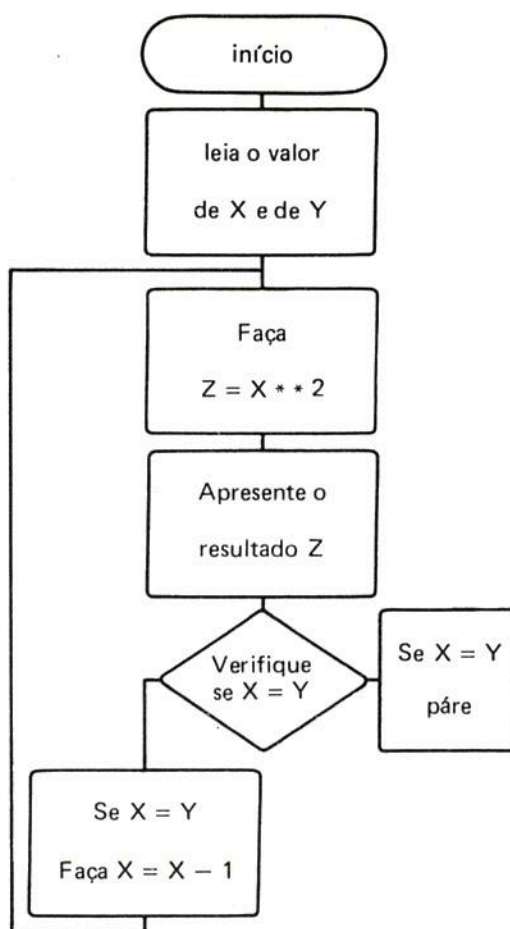 início
leia o valor
de X e de Y
Faça
Z = X * * 2
Apresente o
resultado Z
Verifique
se X = Y
Se X = Y
páre
Se X = Y
Faça X = X − 1